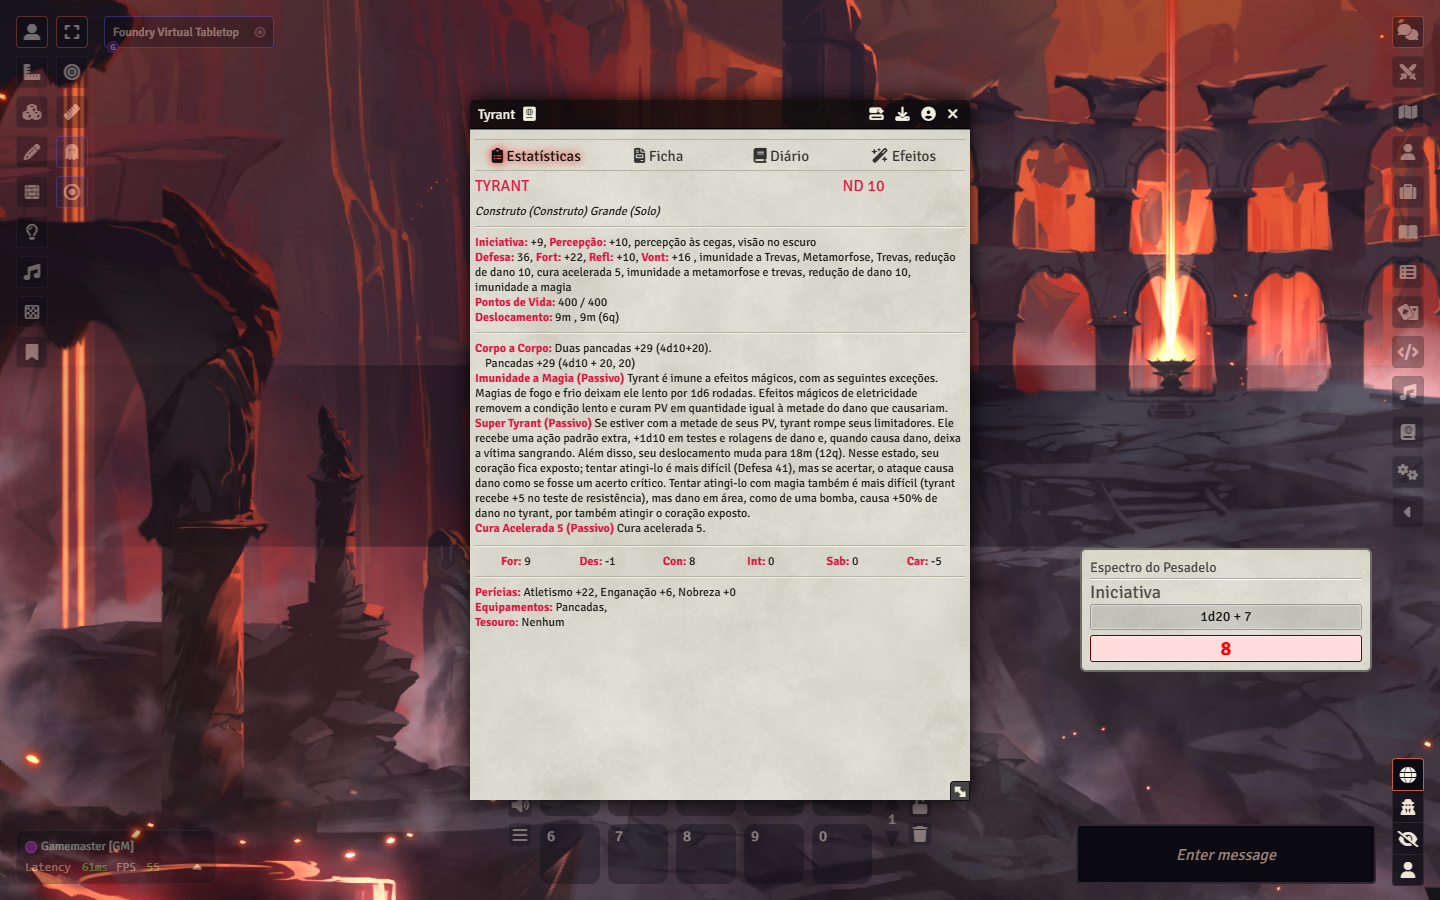 Foundry Virtual Tabletop
G
Tyrant
Estatísticas
Ficha
Diário
Efeitos
TYRANT
ND 10
Construto (Construto) Grande (Solo)
Iniciativa: +9, Percepção: +10, percepção às cegas, visão no escuro
Defesa: 36, Fort: +22, Refl: +10, Vont: +16 , imunidade a Trevas, Metamorfose, Trevas, redução
de dano 10, cura acelerada 5, imunidade a metamorfose e trevas, redução de dano 10,
imunidade a magia
Pontos de Vida: 400 / 400
Deslocamento: 9m , 9m (6q)
Corpo a Corpo: Duas pancadas +29 (4d10+20).
Pancadas +29 (4d10 + 20, 20)
Imunidade a Magia (Passivo) Tyrant é imune a efeitos mágicos, com as seguintes exceções.
Magias de fogo e frio deixam ele lento por 1d6 rodadas. Efeitos mágicos de eletricidade
removem a condição lento e curam PV em quantidade igual à metade do dano que causariam.
Super Tyrant (Passivo) Se estiver com a metade de seus PV, tyrant rompe seus limitadores. Ele
recebe uma ação padrão extra, +1d10 em testes e rolagens de dano e, quando causa dano, deixa
a vítima sangrando. Além disso, seu deslocamento muda para 18m (12q). Nesse estado, seu
coração fica exposto; tentar atingi-lo é mais difícil (Defesa 41), mas se acertar, o ataque causa
dano como se fosse um acerto crítico. Tentar atingi-lo com magia também é mais difícil (tyrant
recebe +5 no teste de resistência), mas dano em área, como de uma bomba, causa +50% de
dano no tyrant, por também atingir o coração exposto.
Cura Acelerada 5 (Passivo) Cura acelerada 5.
For: 9
Des: -1
Con: 8
Int: 0
Sab: 0
Car: -5
Perícias: Atletismo +22, Enganação +6, Nobreza +0
Equipamentos: Pancadas,
Tesouro: Nenhum
Espectro do Pesadelo
Iniciativa
1d20 + 7
8
6
7
8
9
0
1
Gamemaster [GM]
Latency 61ms FPS 55
Enter message